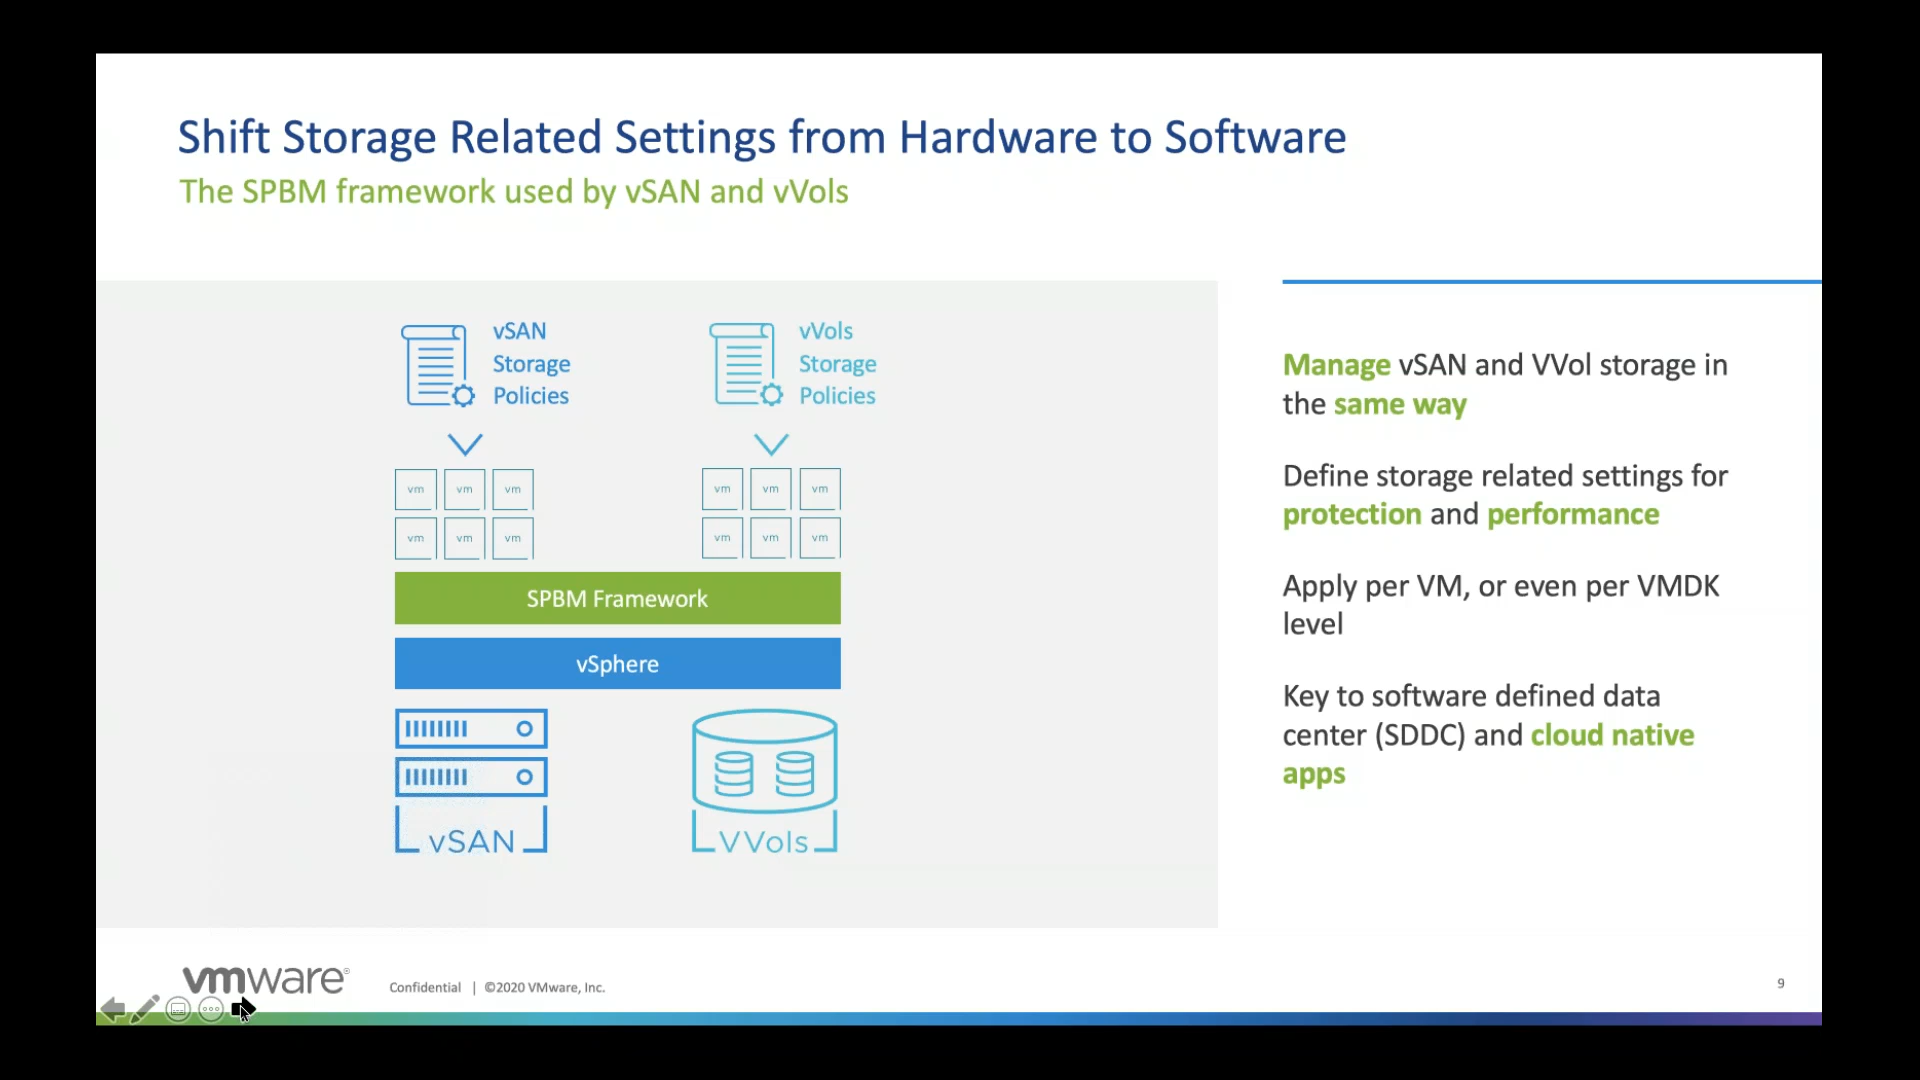 Shift Storage Related Settings from Hardware to Software
The SPBM framework used by vSAN and vVols
vSAN
Storage
Policies
vVols
Storage
Policies
vm vm vm
vm vm vm
vm vm vm
vm vm vm
SPBM Framework
vSphere
vSAN
VVols
Manage vSAN and VVol storage in
the same way
Define storage related settings for
protection and performance
Apply per VM, or even per VMDK
level
Key to software defined data
center (SDDC) and cloud native
apps
vmware®
Confidential | ©2020 VMware, Inc.
9